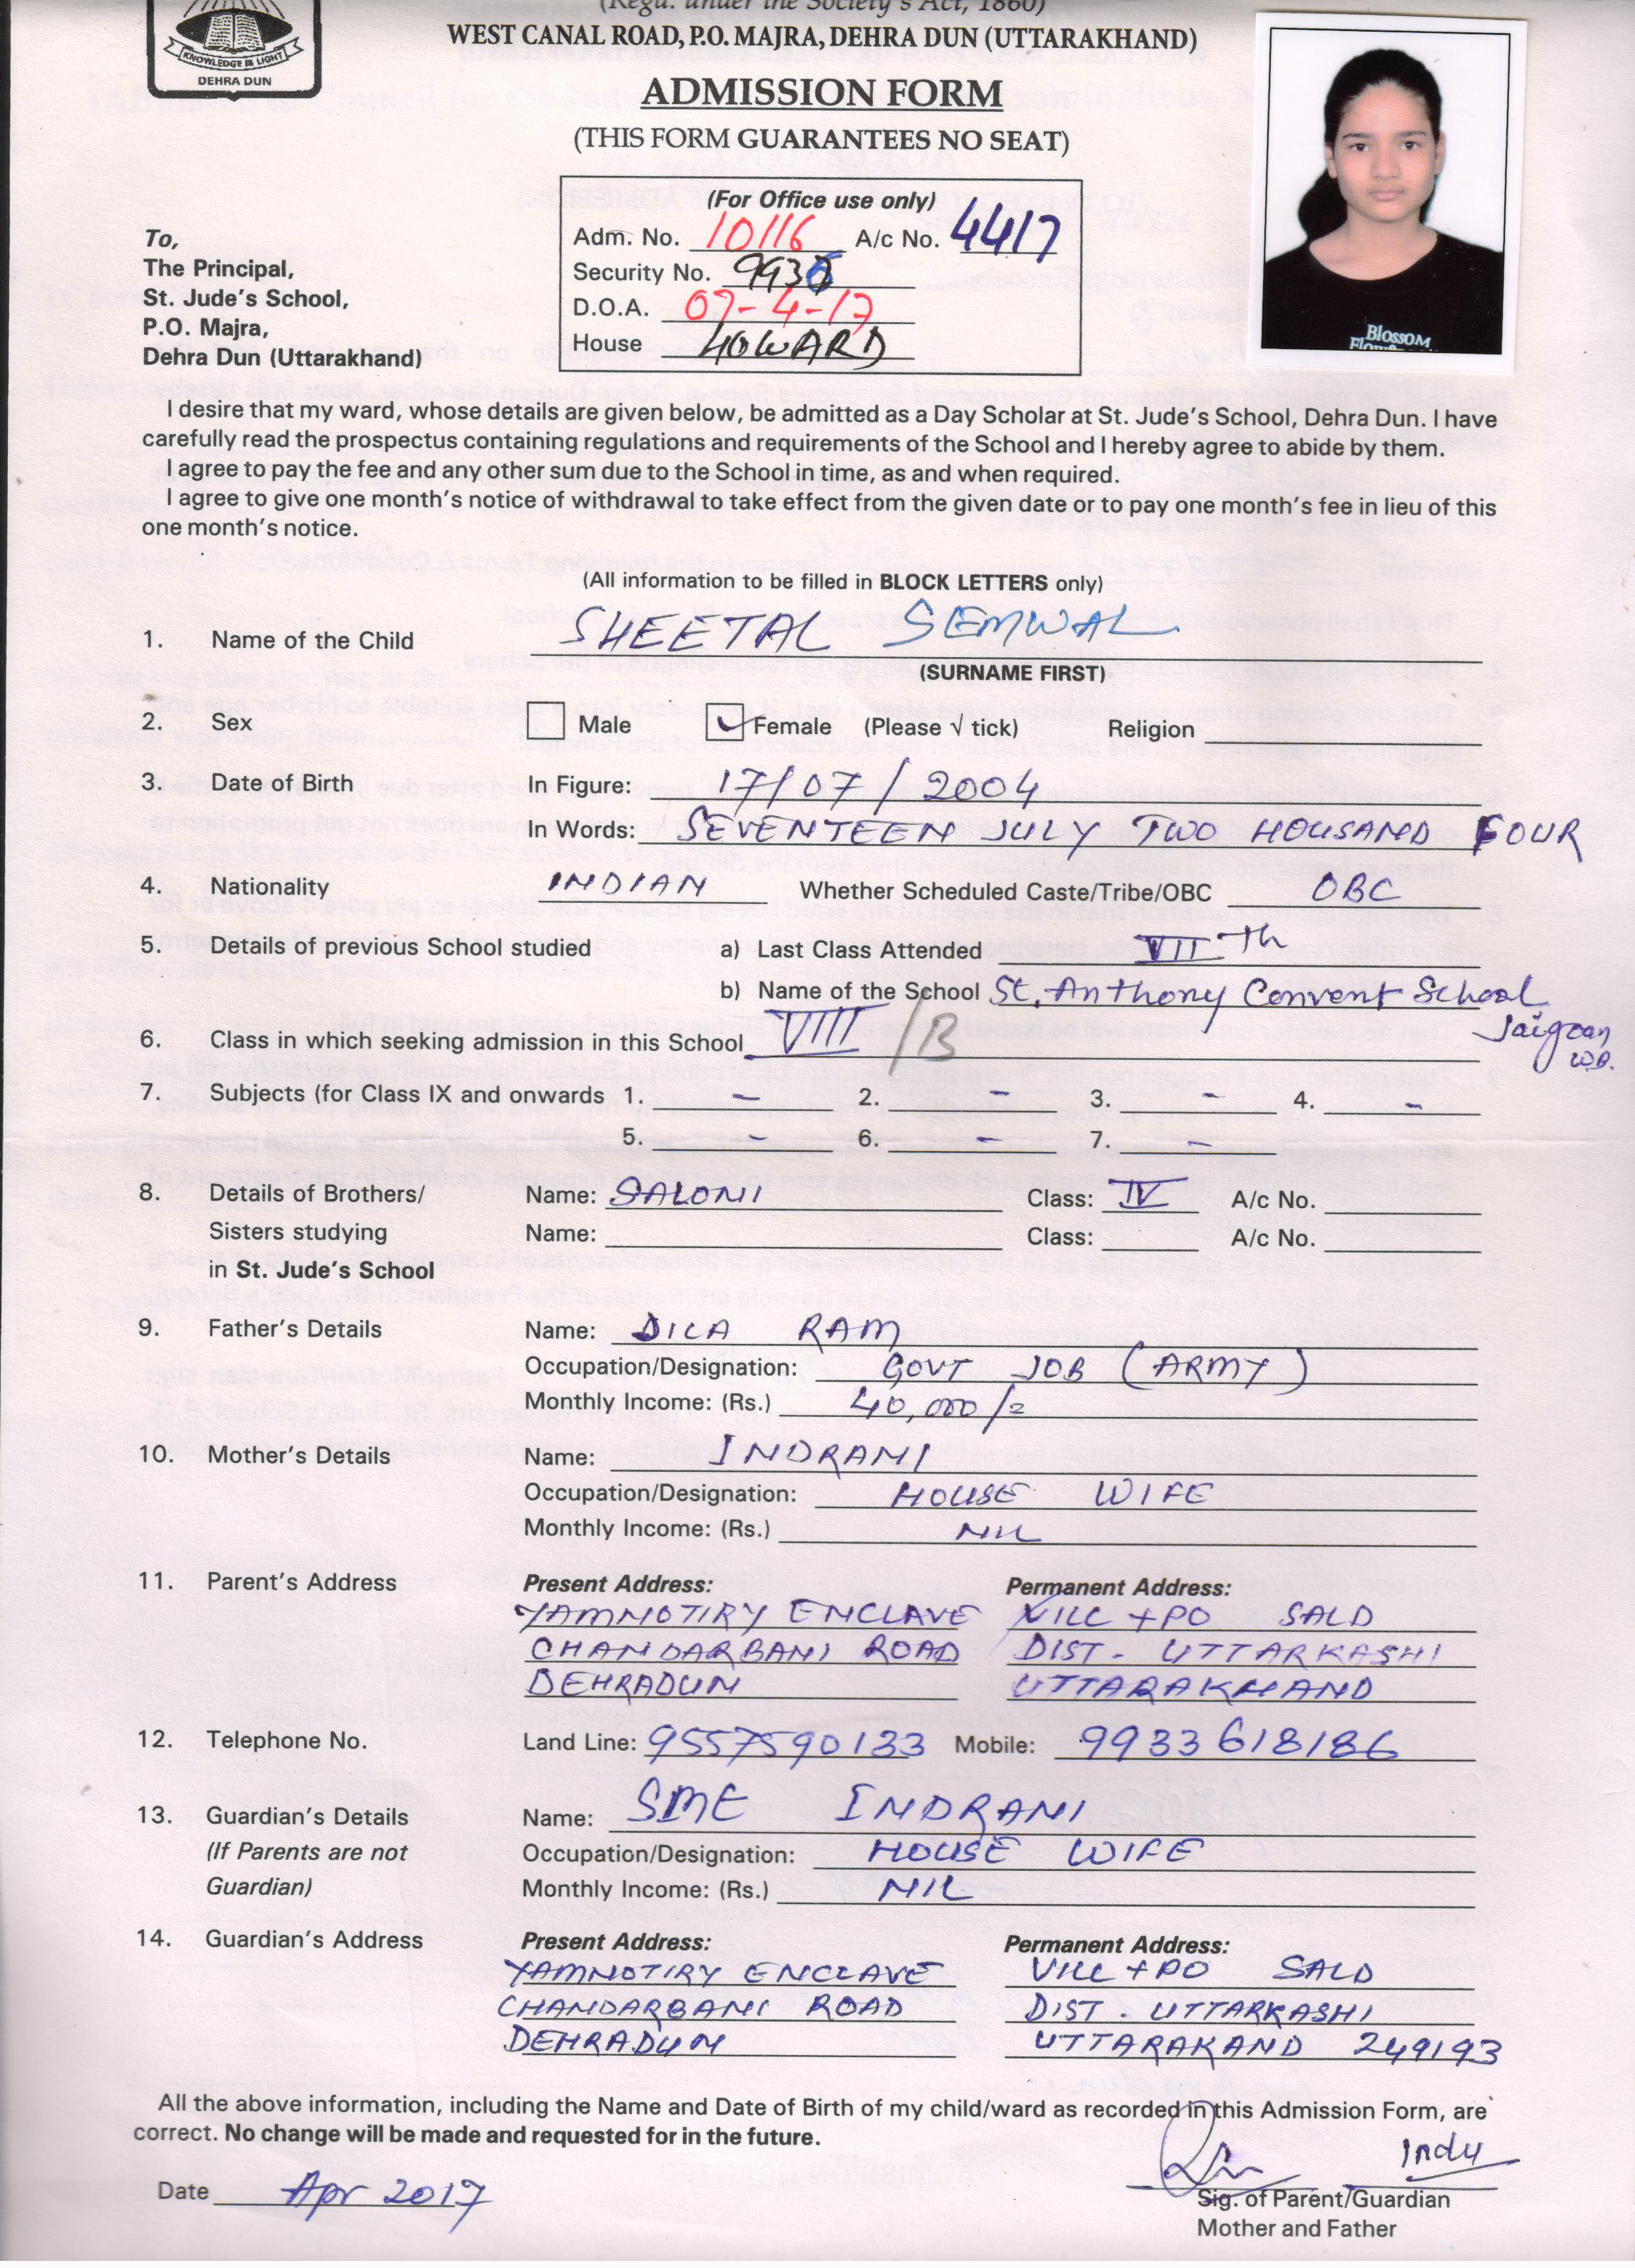 (Regd. under the Society's Act, 1860)
WEST CANAL ROAD, P.O. MAJRA, DEHRA DUN (UTTARAKHAND)
KNOWLEDGE IS LIGHT
DEHRA DUN
ADMISSION FORM
(THIS FORM GUARANTEES NO SEAT)
Blossom
(For Office use only)
Adm. No. 10116 A/c No. 4417
Security No. 993
D.O.A. 07-4-17
House HOWARD
To,
The Principal,
St. Jude's School,
P.O. Majra,
Dehra Dun (Uttarakhand)
I desire that my ward, whose details are given below, be admitted as a Day Scholar at St. Jude's School, Dehra Dun. I have
carefully read the prospectus containing regulations and requirements of the School and I hereby agree to abide by them.
I agree to pay the fee and any other sum due to the School in time, as and when required.
I agree to give one month's notice of withdrawal to take effect from the given date or to pay one month's fee in lieu of this
one month's notice.
(All information to be filled in BLOCK LETTERS only)
1. Name of the Child SHEETAL SEMWAL
(SURNAME FIRST)
2. Sex Male Female (Please √ tick) Religion
3. Date of Birth In Figure: 17/07/2004
In Words: SEVENTEEN JULY TWO HOUSAND FOUR
4. Nationality INDIAN Whether Scheduled Caste/Tribe/OBC OBC
5. Details of previous School studied a) Last Class Attended VII Th
b) Name of the School St. Anthony Convent School
Jaigoan
W.B.
6. Class in which seeking admission in this School VIII /B
7. Subjects (for Class IX and onwards 1. - 2. - 3. - 4. -
5. - 6. - 7. -
8. Details of Brothers/ Name: SALONI Class: IV A/c No.
Sisters studying Name: Class: A/c No.
in St. Jude's School
9. Father's Details Name: DILA RAM
Occupation/Designation: GOVT JOB (ARMY)
Monthly Income: (Rs.) 40,000/=
10. Mother's Details Name: INDRANI
Occupation/Designation: HOUSE WIFE
Monthly Income: (Rs.) NIL
11. Parent's Address Present Address: Permanent Address:
YAMNOTIRY ENCLAVE VILL + PO SALD
CHANDARBANI ROAD DIST - UTTARKASHI
DEHRADUN UTTARAKHAND
12. Telephone No. Land Line: 9557590133 Mobile: 9933618186
13. Guardian's Details Name: SME INDRANI
(If Parents are not Occupation/Designation: HOUSE WIFE
Guardian) Monthly Income: (Rs.) NIL
14. Guardian's Address Present Address: Permanent Address:
YAMNOTIRY ENCLAVE VILL + PO SALD
CHANDARBANI ROAD DIST. UTTARKASHI
DEHRADUN UTTARAKAND 249193
All the above information, including the Name and Date of Birth of my child/ward as recorded in this Admission Form, are
correct. No change will be made and requested for in the future.
Indu
Date Apr 2017
Sig. of Parent/Guardian
Mother and Father